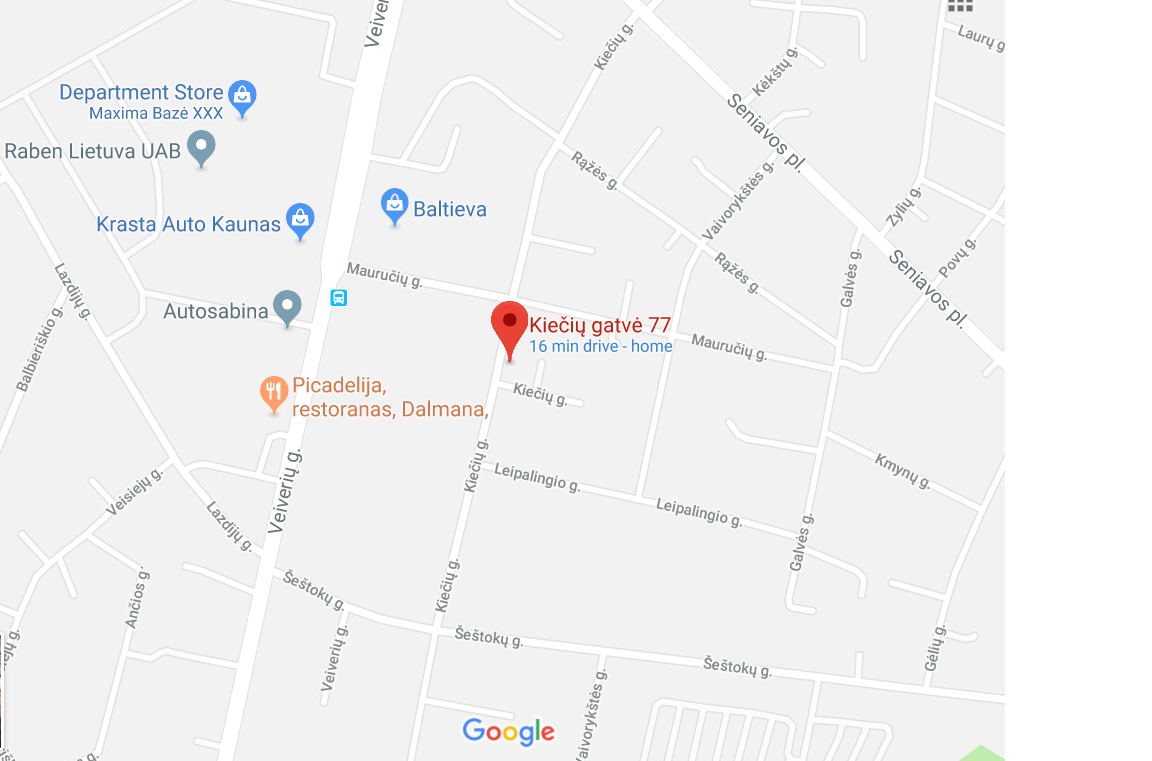 Veiver
Kiečių g.
Laurų g
Kėkštų g.
Department Store
Maxima Bazė XXX
Seniavos pl.
Raben Lietuva UAB
Rąžės g.
Vaivorykštės g.
Zylių g.
Baltieva
Krasta Auto Kaunas
Povų g.
Seniavos pl.
Rąžės g.
Galvės g.
Mauručių g.
Lazdijų g.
Autosabina
Balbieriškio g.
Kiečių gatvė 77
16 min drive - home
Mauručių g.
Picadelija,
restoranas, Dalmana,
Kiečių g.
Kiečių g.
Leipalingio g.
Kmynų g.
Veisiejų g.
Veiverių g.
Lazdijų g.
Leipalingio g.
Galvės g.
Šeštokų g.
Kiečių g.
Ančios g.
Šeštokų g.
Veiverių g.
Gėlių g.
Šeštokų g.
Vaivorykštės g.
Google